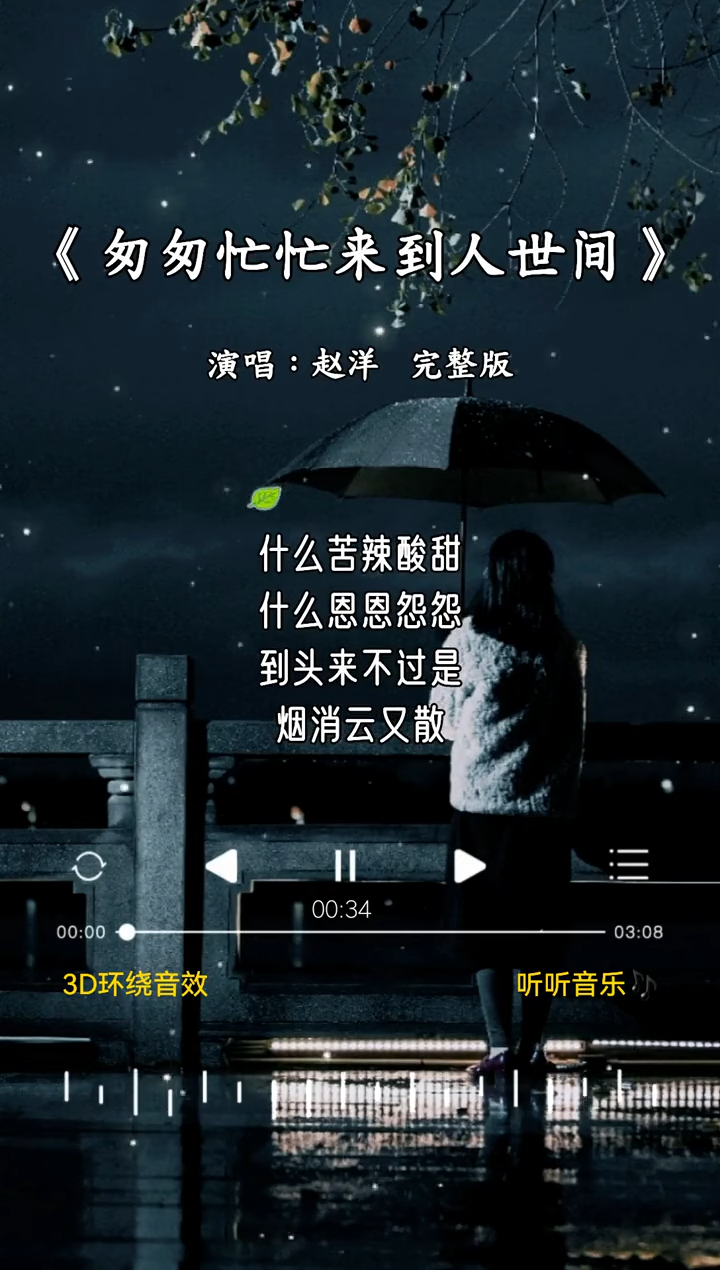 《匆匆忙忙来到人世间》
演唱：赵洋 完整版
什么苦辣酸甜
什么恩恩怨怨
到头来不过是
烟消云又散
00:34
00:00 03:08
3D环绕音效 听听音乐